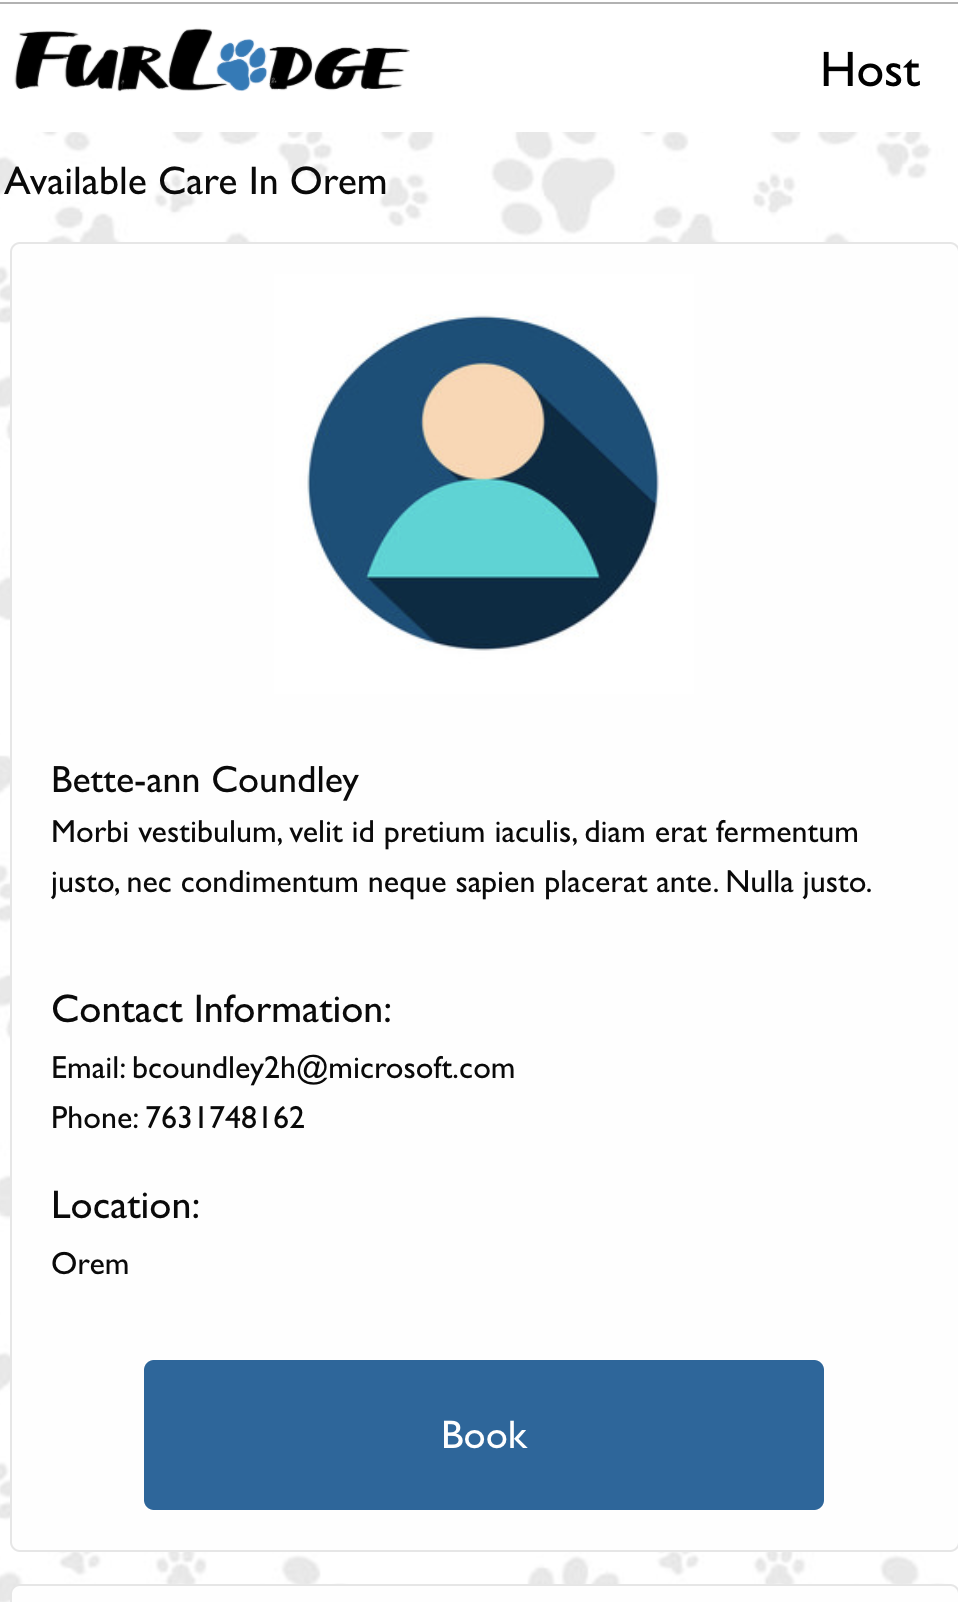 FURLODGE
Host
Available Care In Orem
Bette-ann Coundley
Morbi vestibulum, velit id pretium iaculis, diam erat fermentum
justo, nec condimentum neque sapien placerat ante. Nulla justo.
Contact Information:
Email: bcoundley2h@microsoft.com
Phone: 7631748162
Location:
Orem
Book